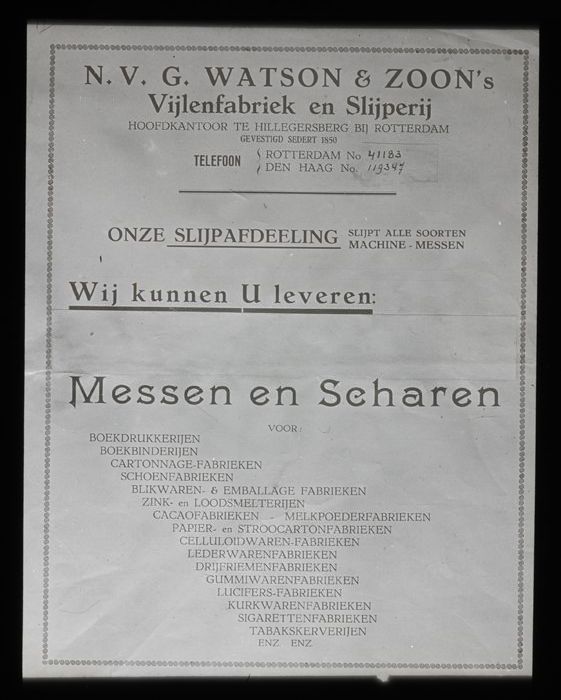 N. V. G. WATSON & ZOON's
Vijlenfabriek en Slijperij
HOOFDKANTOOR TE HILLEGERSBERG BIJ ROTTERDAM
GEVESTIGD SEDERT 1850
TELEFOON { ROTTERDAM No 41183
DEN HAAG No. 119347
ONZE SLIJPAFDEELING SLIJPT ALLE SOORTEN
MACHINE - MESSEN
Wij kunnen U leveren:
Messen en Scharen
VOOR:
BOEKDRUKKERIJEN
BOEKBINDERIJEN
CARTONNAGE-FABRIEKEN
SCHOENFABRIEKEN
BLIKWAREN- & EMBALLAGE FABRIEKEN
ZINK- en LOODSMELTERIJEN
CACAOFABRIEKEN - MELKPOEDERFABRIEKEN
PAPIER- en STROOCARTONFABRIEKEN
CELLULOIDWAREN-FABRIEKEN
LEDERWARENFABRIEKEN
DRIJFRIEMENFABRIEKEN
GUMMIWARENFABRIEKEN
LUCIFERS-FABRIEKEN
KURKWARENFABRIEKEN
SIGARETTENFABRIEKEN
TABAKSKERVERIJEN
ENZ. ENZ.